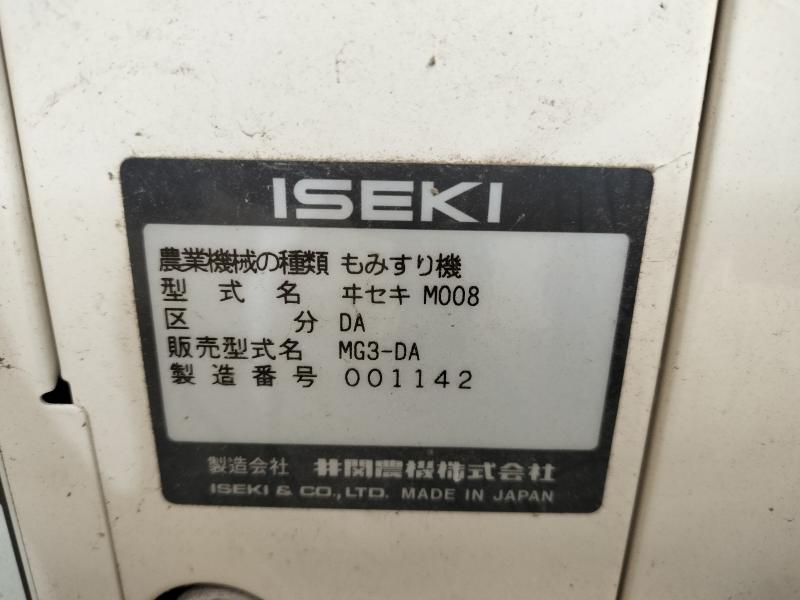 ISEKI
農業機械の種類 もみすり機
型式名 ヰセキ M008
区分 DA
販売型式名 MG3-DA
製造番号 001142
製造会社 井関農機株式会社
ISEKI & CO.,LTD. MADE IN JAPAN